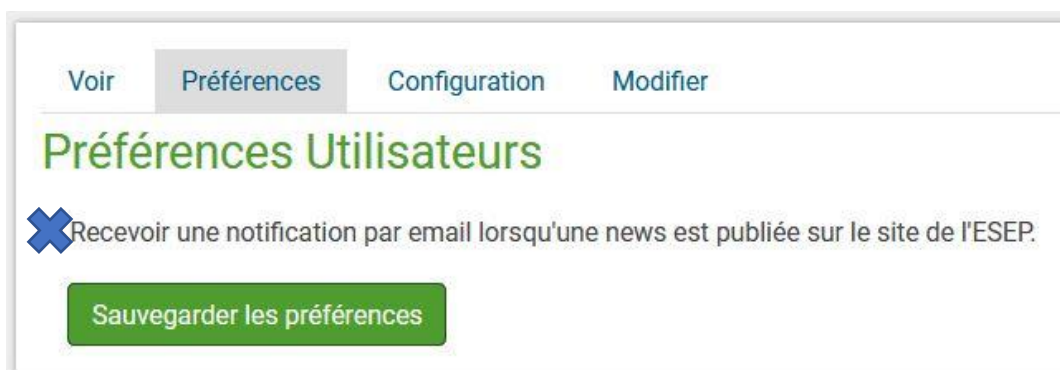 Voir Préférences Configuration Modifier
Préférences Utilisateurs
Recevoir une notification par email lorsqu'une news est publiée sur le site de l'ESEP.
Sauvegarder les préférences